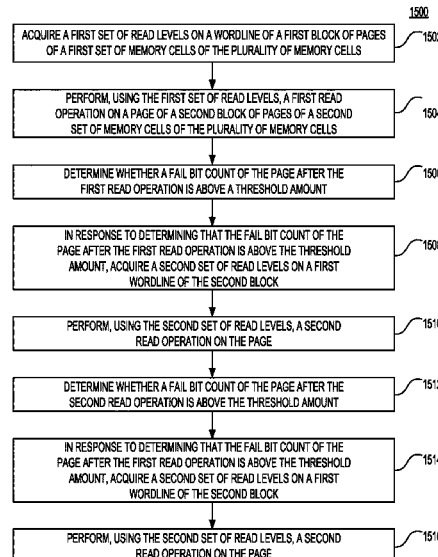 1500
ACQUIRE A FIRST SET OF READ LEVELS ON A WORDLINE OF A FIRST BLOCK OF PAGES
OF A FIRST SET OF MEMORY CELLS OF THE PLURALITY OF MEMORY CELLS
1502
PERFORM, USING THE FIRST SET OF READ LEVELS, A FIRST READ
OPERATION ON A PAGE OF A SECOND BLOCK OF PAGES OF A SECOND
SET OF MEMORY CELLS OF THE PLURALITY OF MEMORY CELLS
1504
DETERMINE WHETHER A FAIL BIT COUNT OF THE PAGE AFTER THE
FIRST READ OPERATION IS ABOVE A THRESHOLD AMOUNT
1506
IN RESPONSE TO DETERMINING THAT THE FAIL BIT COUNT OF THE
PAGE AFTER THE FIRST READ OPERATION IS ABOVE THE THRESHOLD
AMOUNT, ACQUIRE A SECOND SET OF READ LEVELS ON A FIRST
WORDLINE OF THE SECOND BLOCK
1508
PERFORM, USING THE SECOND SET OF READ LEVELS, A SECOND
READ OPERATION ON THE PAGE
1510
DETERMINE WHETHER A FAIL BIT COUNT OF THE PAGE AFTER THE
SECOND READ OPERATION IS ABOVE THE THRESHOLD AMOUNT
1512
IN RESPONSE TO DETERMINING THAT THE FAIL BIT COUNT OF THE
PAGE AFTER THE FIRST READ OPERATION IS ABOVE THE THRESHOLD
AMOUNT, ACQUIRE A SECOND SET OF READ LEVELS ON A FIRST
WORDLINE OF THE SECOND BLOCK
1514
PERFORM, USING THE SECOND SET OF READ LEVELS, A SECOND
READ OPERATION ON THE PAGE
1516